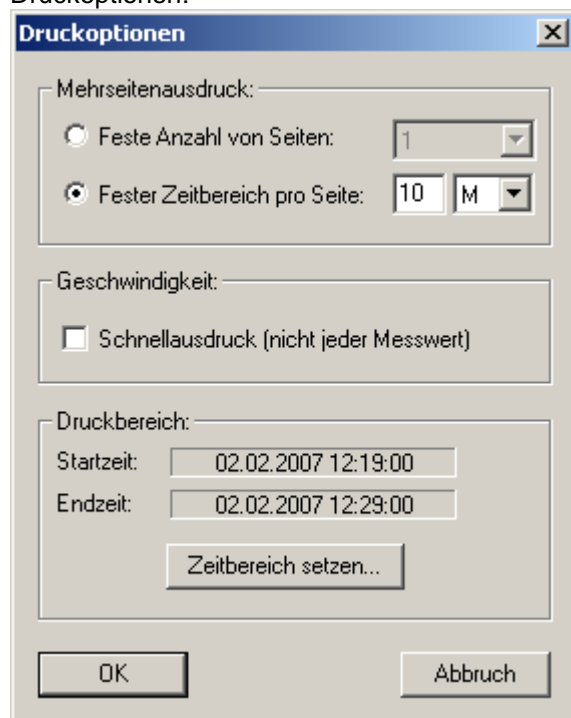 Druckoptionen:
Druckoptionen
Mehrseitenausdruck:
Feste Anzahl von Seiten: 1
Fester Zeitbereich pro Seite: 10 M
Geschwindigkeit:
Schnellausdruck (nicht jeder Messwert)
Druckbereich:
Startzeit: 02.02.2007 12:19:00
Endzeit: 02.02.2007 12:29:00
Zeitbereich setzen...
OK Abbruch